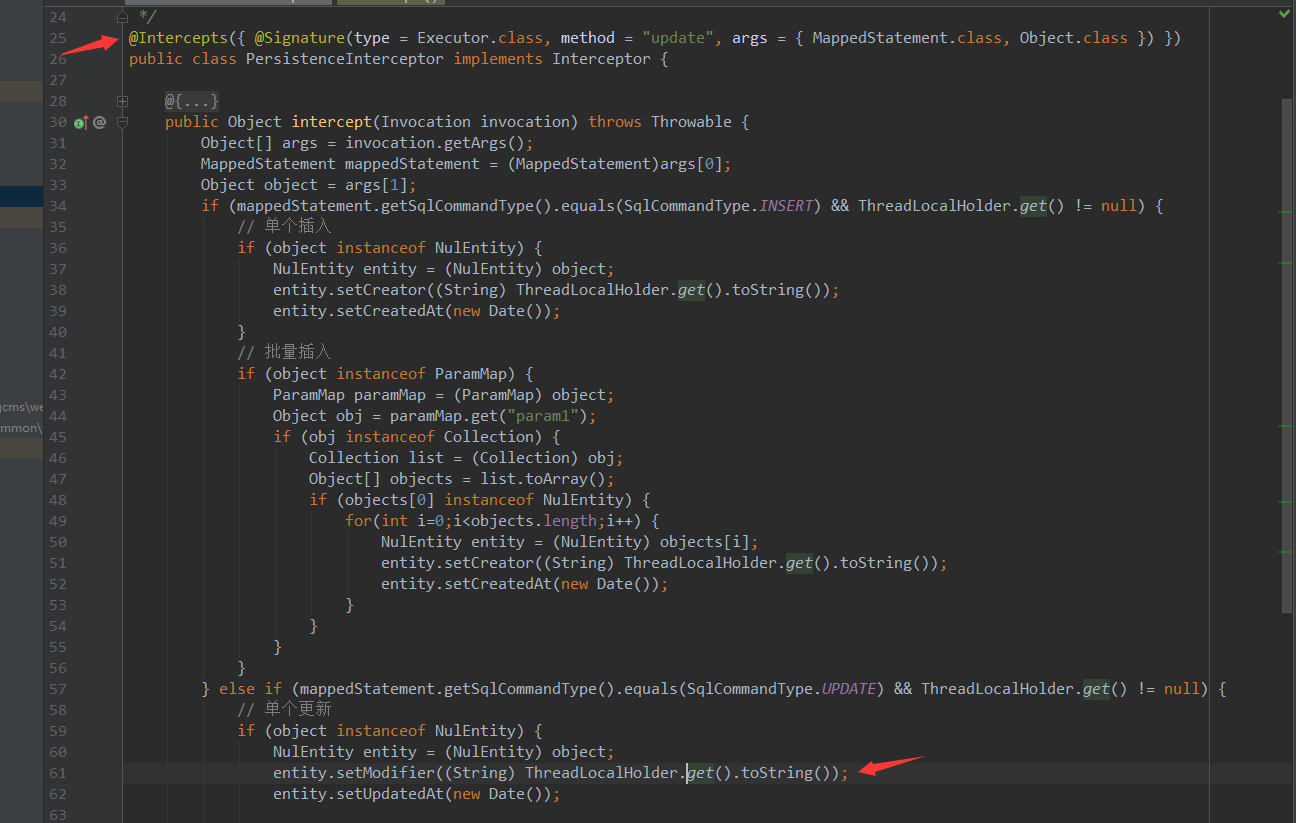 24 */
25 @Intercepts({ @Signature(type = Executor.class, method = "update", args = { MappedStatement.class, Object.class }) })
26 public class PersistenceInterceptor implements Interceptor {
27
28 @{...}
30 @ public Object intercept(Invocation invocation) throws Throwable {
31 Object[] args = invocation.getArgs();
32 MappedStatement mappedStatement = (MappedStatement)args[0];
33 Object object = args[1];
34 if (mappedStatement.getSqlCommandType().equals(SqlCommandType.INSERT) && ThreadLocalHolder.get() != null) {
35 // 单个插入
36 if (object instanceof NulEntity) {
37 NulEntity entity = (NulEntity) object;
38 entity.setCreator((String) ThreadLocalHolder.get().toString());
39 entity.setCreatedAt(new Date());
40 }
41 // 批量插入
42 if (object instanceof ParamMap) {
43 ParamMap paramMap = (ParamMap) object;
44 Object obj = paramMap.get("param1");
45 if (obj instanceof Collection) {
46 Collection list = (Collection) obj;
47 Object[] objects = list.toArray();
48 if (objects[0] instanceof NulEntity) {
49 for(int i=0;i<objects.length;i++) {
50 NulEntity entity = (NulEntity) objects[i];
51 entity.setCreator((String) ThreadLocalHolder.get().toString());
52 entity.setCreatedAt(new Date());
53 }
54 }
55 }
56 }
57 } else if (mappedStatement.getSqlCommandType().equals(SqlCommandType.UPDATE) && ThreadLocalHolder.get() != null) {
58 // 单个更新
59 if (object instanceof NulEntity) {
60 NulEntity entity = (NulEntity) object;
61 entity.setModifier((String) ThreadLocalHolder.get().toString());
62 entity.setUpdatedAt(new Date());
63